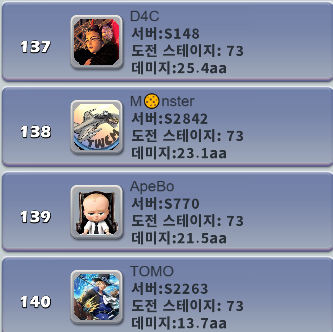 137
D4C
서버:S148
도전 스테이지: 73
데미지:25.4aa
138
M🟡nster
서버:S2842
도전 스테이지: 73
데미지:23.1aa
TWCH
139
ApeBo
서버:S770
도전 스테이지: 73
데미지:21.5aa
140
TOMO
서버:S2263
도전 스테이지: 73
데미지:13.7aa